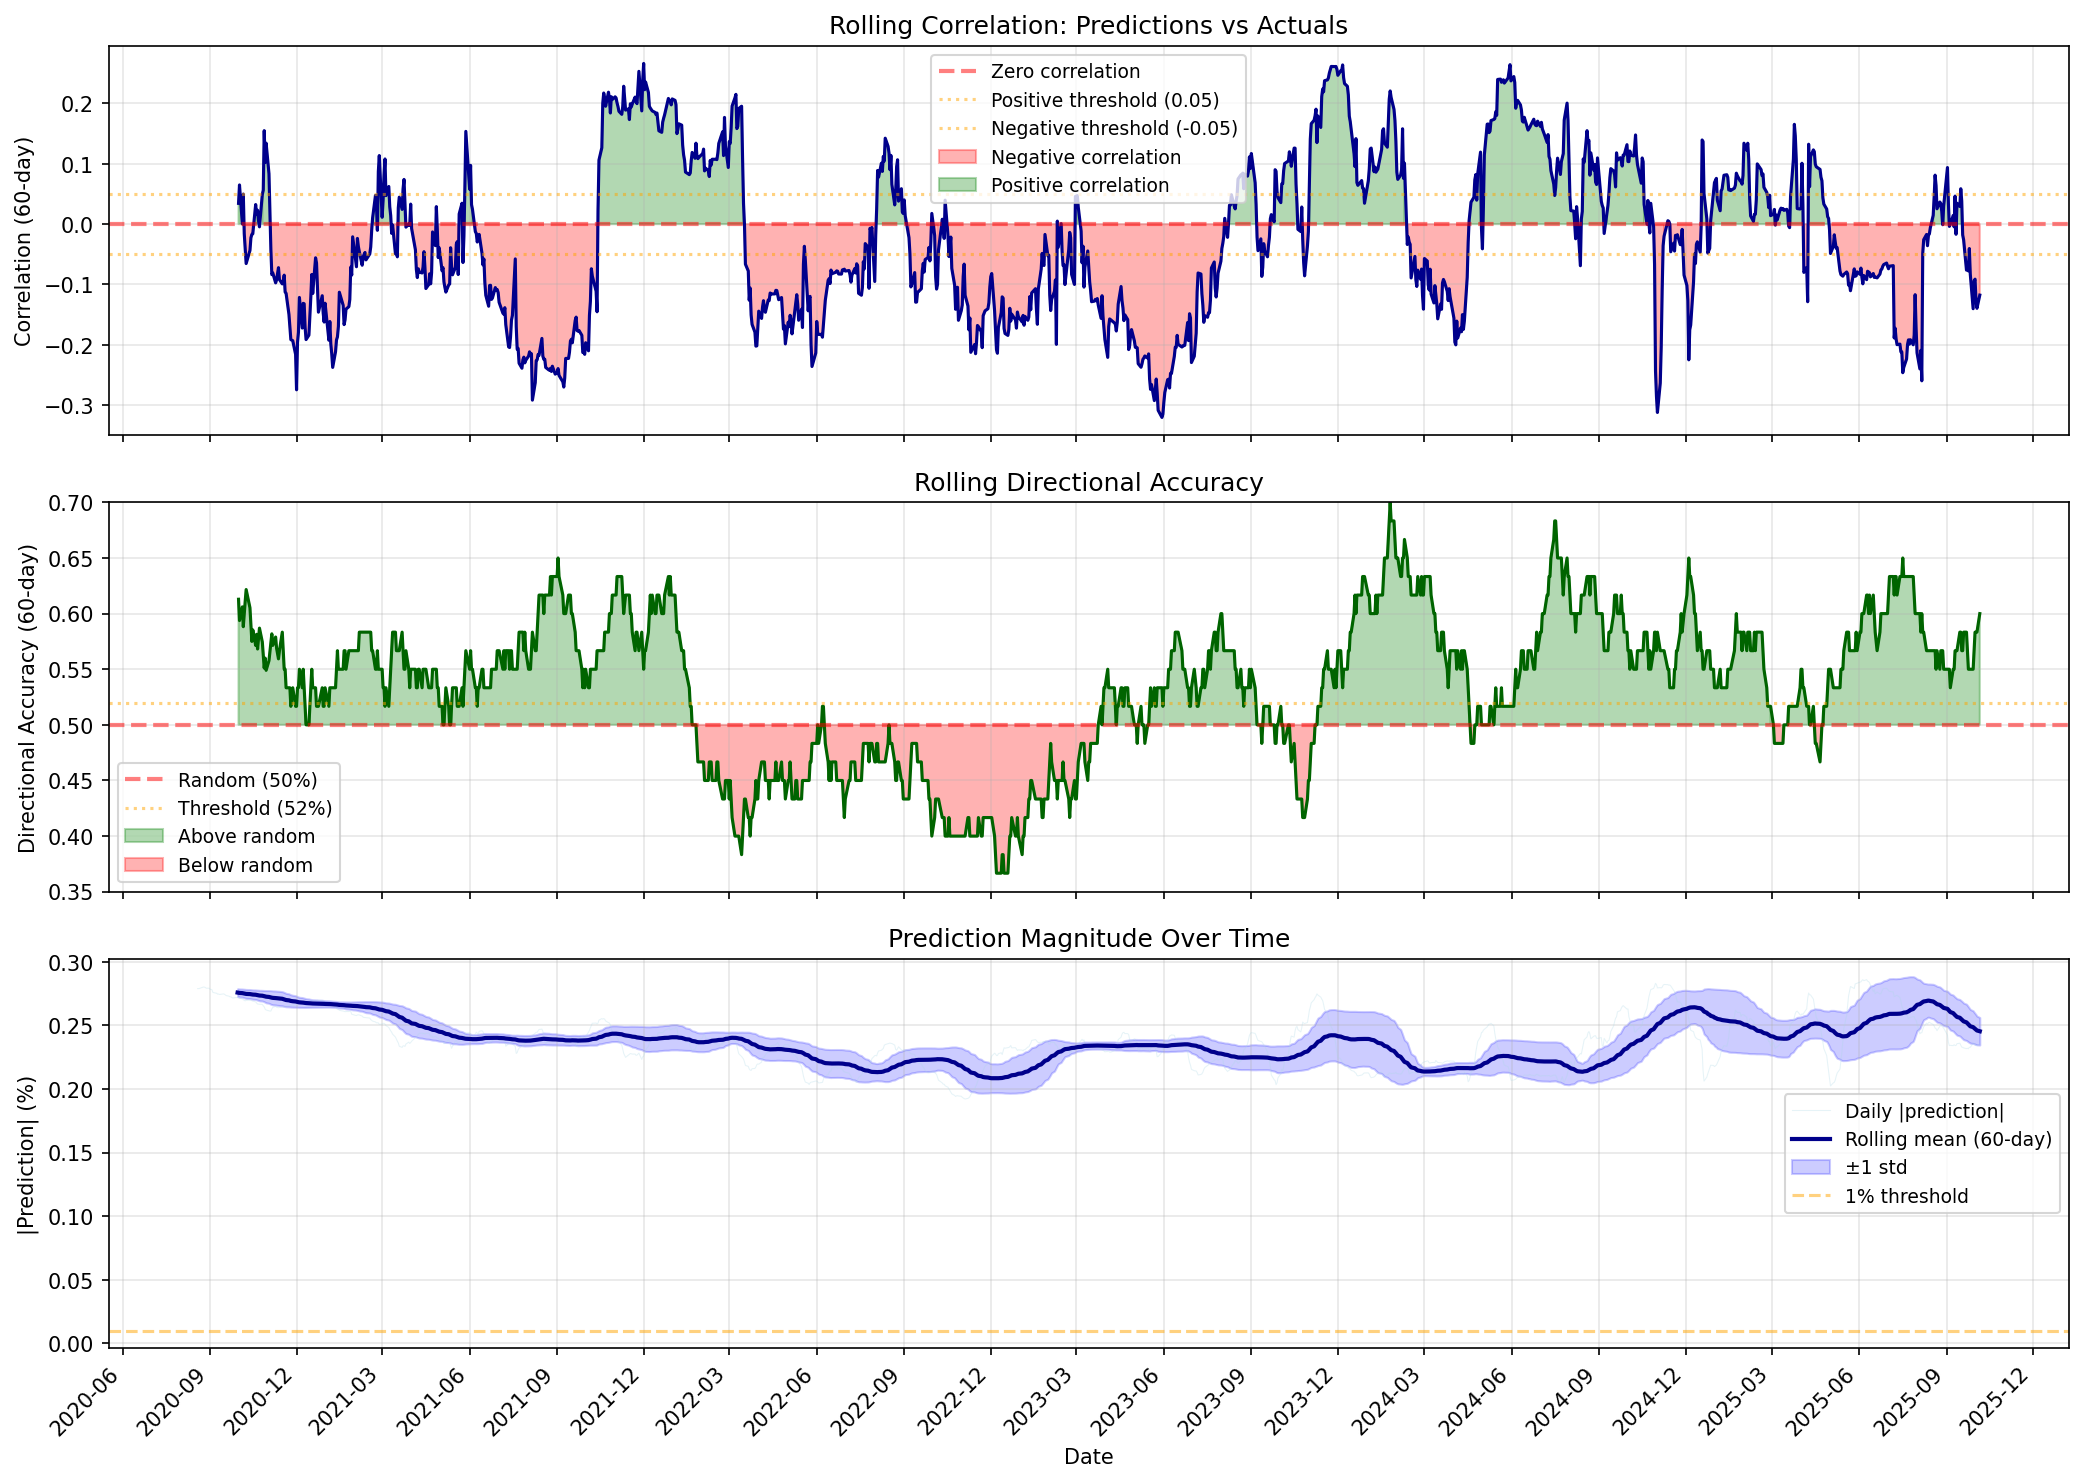 Rolling Correlation: Predictions vs Actuals
Correlation (60-day)
0.2
0.1
0.0
−0.1
−0.2
−0.3
Zero correlation
Positive threshold (0.05)
Negative threshold (-0.05)
Negative correlation
Positive correlation
Rolling Directional Accuracy
Directional Accuracy (60-day)
0.70
0.65
0.60
0.55
0.50
0.45
0.40
0.35
Random (50%)
Threshold (52%)
Above random
Below random
Prediction Magnitude Over Time
|Prediction| (%)
0.30
0.25
0.20
0.15
0.10
0.05
0.00
Daily |prediction|
Rolling mean (60-day)
±1 std
1% threshold
2020-06
2020-09
2020-12
2021-03
2021-06
2021-09
2021-12
2022-03
2022-06
2022-09
2022-12
2023-03
2023-06
2023-09
2023-12
2024-03
2024-06
2024-09
2024-12
2025-03
2025-06
2025-09
2025-12
Date